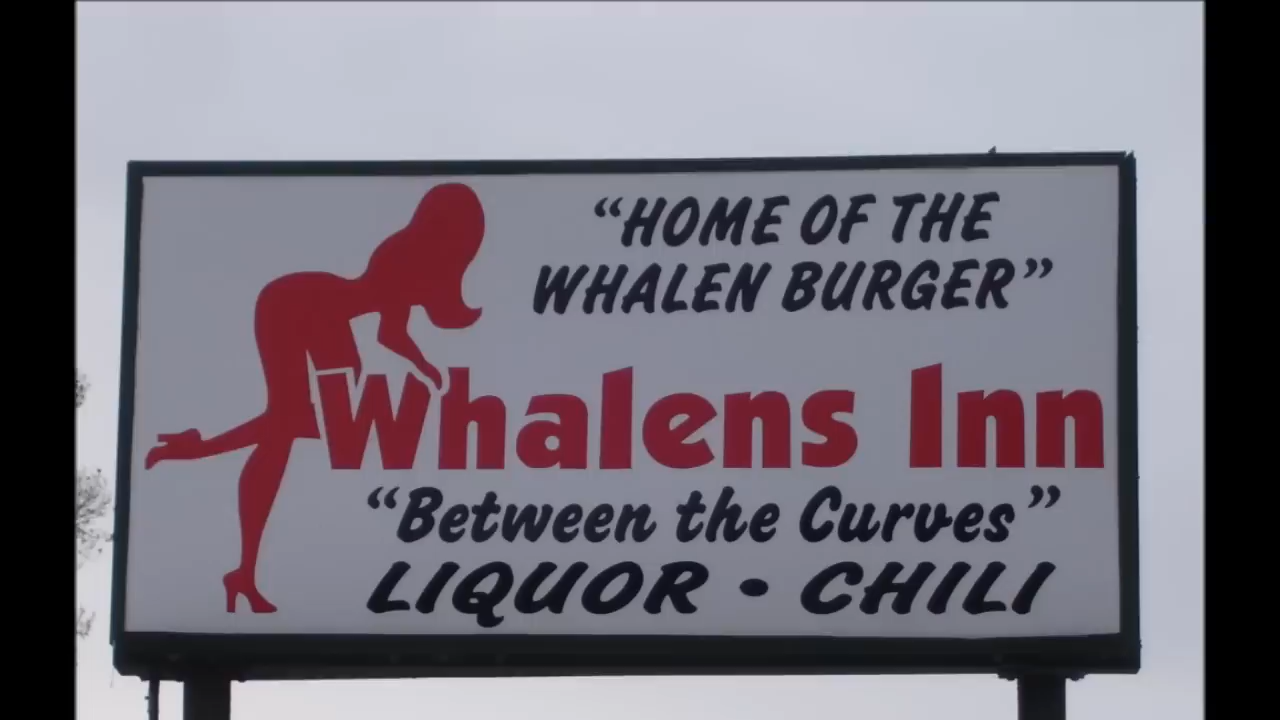 “HOME OF THE
WHALEN BURGER”
Whalens Inn
“Between the Curves”
LIQUOR • CHILI